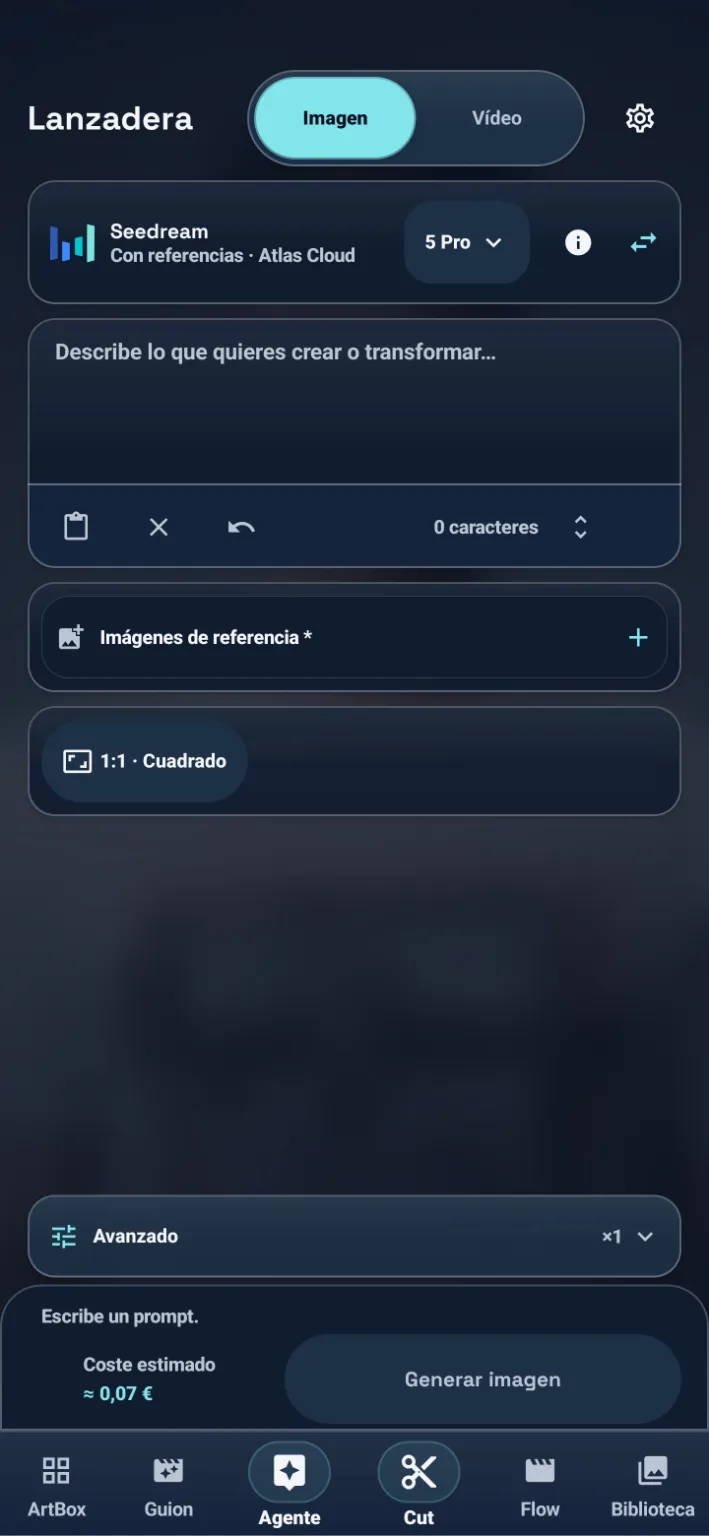 Lanzadera
Imagen
Vídeo
Seedream
Con referencias · Atlas Cloud
5 Pro
Describe lo que quieres crear o transformar...
0 caracteres
Imágenes de referencia *
1:1 · Cuadrado
Avanzado
×1
Escribe un prompt.
Coste estimado
≈ 0,07 €
Generar imagen
ArtBox
Guion
Agente
Cut
Flow
Biblioteca